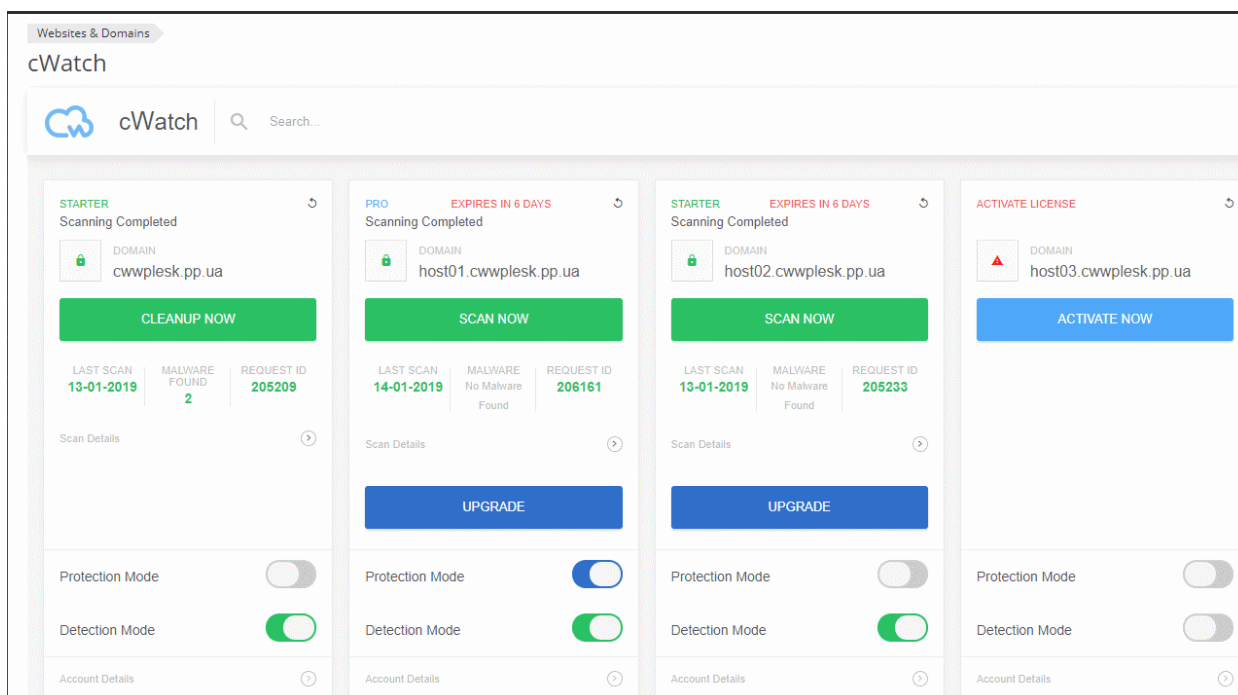 Websites & Domains
cWatch
cWatch
Search...
STARTER
Scanning Completed
DOMAIN
cwwplesk.pp.ua
CLEANUP NOW
LAST SCAN
13-01-2019
MALWARE
FOUND
2
REQUEST ID
205209
Scan Details
Protection Mode
Detection Mode
Account Details
PRO
EXPIRES IN 6 DAYS
Scanning Completed
DOMAIN
host01.cwwplesk.pp.ua
SCAN NOW
LAST SCAN
14-01-2019
MALWARE
No Malware
Found
REQUEST ID
206161
Scan Details
UPGRADE
Protection Mode
Detection Mode
Account Details
STARTER
EXPIRES IN 6 DAYS
Scanning Completed
DOMAIN
host02.cwwplesk.pp.ua
SCAN NOW
LAST SCAN
13-01-2019
MALWARE
No Malware
Found
REQUEST ID
205233
Scan Details
UPGRADE
Protection Mode
Detection Mode
Account Details
ACTIVATE LICENSE
DOMAIN
host03.cwwplesk.pp.ua
ACTIVATE NOW
Protection Mode
Detection Mode
Account Details